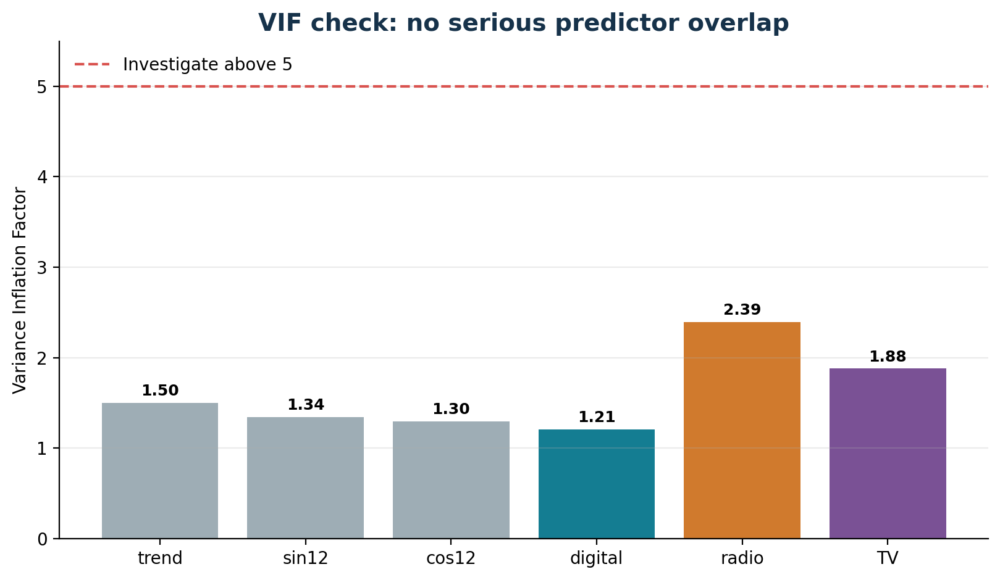 VIF check: no serious predictor overlap
Investigate above 5
Variance Inflation Factor
5
4
3
2
1
0
1.50
1.34
1.30
1.21
2.39
1.88
trend
sin12
cos12
digital
radio
TV